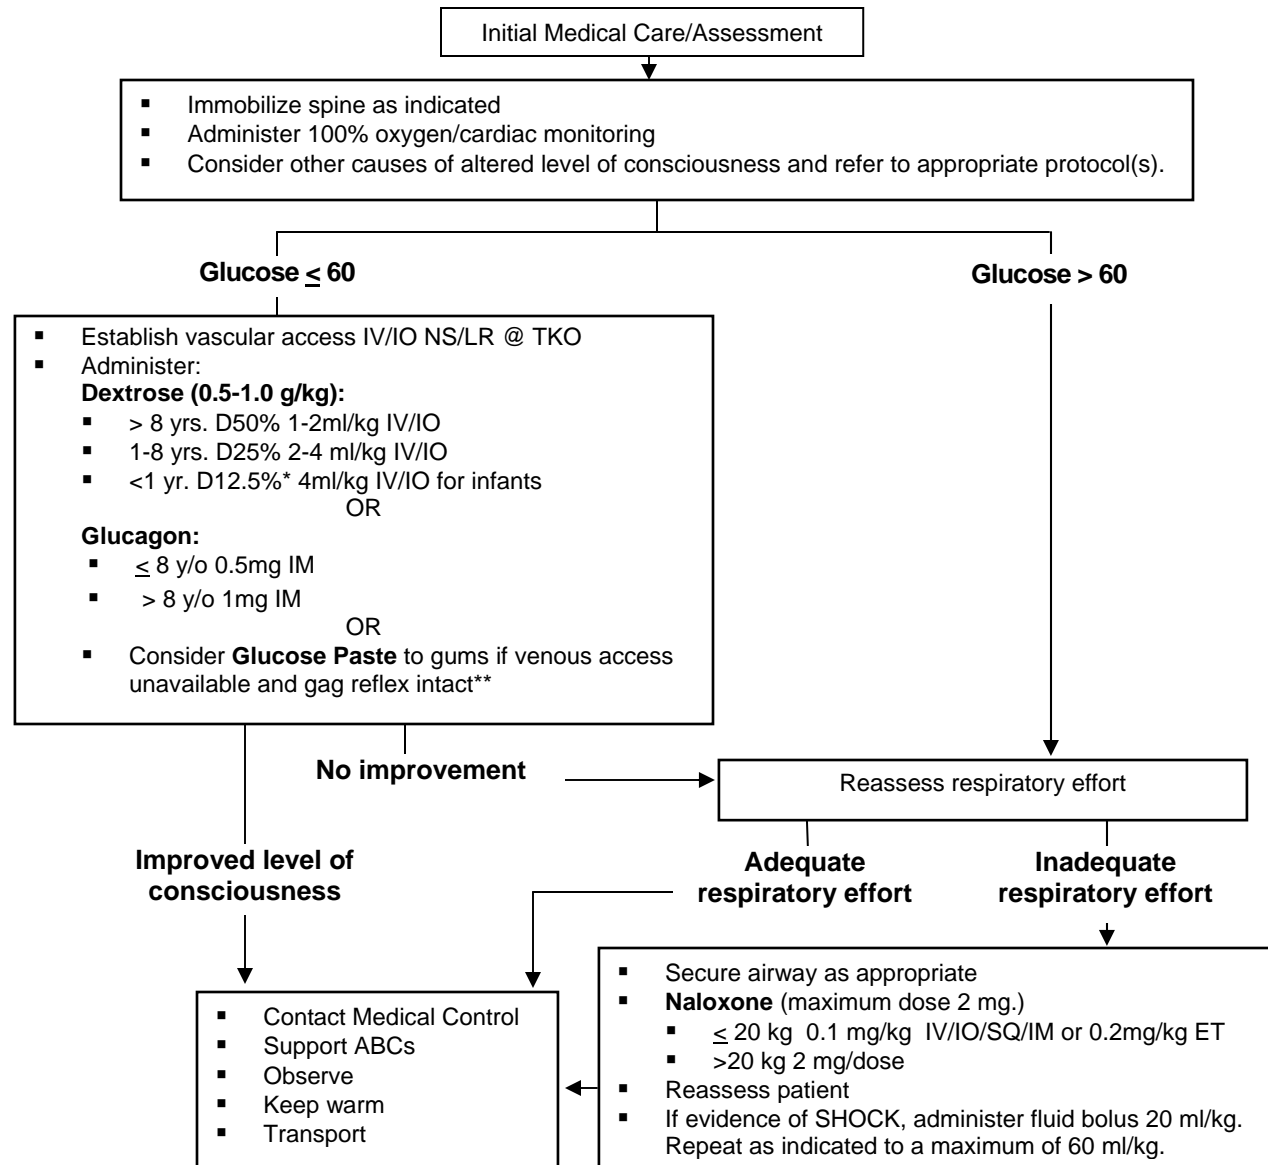 Initial Medical Care/Assessment
▪ Immobilize spine as indicated
▪ Administer 100% oxygen/cardiac monitoring
▪ Consider other causes of altered level of consciousness and refer to appropriate protocol(s).
Glucose ≤ 60
Glucose > 60
▪ Establish vascular access IV/IO NS/LR @ TKO
▪ Administer:
Dextrose (0.5-1.0 g/kg):
▪ > 8 yrs. D50% 1-2ml/kg IV/IO
▪ 1-8 yrs. D25% 2-4 ml/kg IV/IO
▪ <1 yr. D12.5%* 4ml/kg IV/IO for infants
OR
Glucagon:
▪ ≤ 8 y/o 0.5mg IM
▪ > 8 y/o 1mg IM
OR
▪ Consider Glucose Paste to gums if venous access
unavailable and gag reflex intact**
No improvement
Reassess respiratory effort
Improved level of
consciousness
Adequate
respiratory effort
Inadequate
respiratory effort
▪ Contact Medical Control
▪ Support ABCs
▪ Observe
▪ Keep warm
▪ Transport
▪ Secure airway as appropriate
▪ Naloxone (maximum dose 2 mg.)
▪ ≤ 20 kg 0.1 mg/kg IV/IO/SQ/IM or 0.2mg/kg ET
▪ >20 kg 2 mg/dose
▪ Reassess patient
▪ If evidence of SHOCK, administer fluid bolus 20 ml/kg.
Repeat as indicated to a maximum of 60 ml/kg.